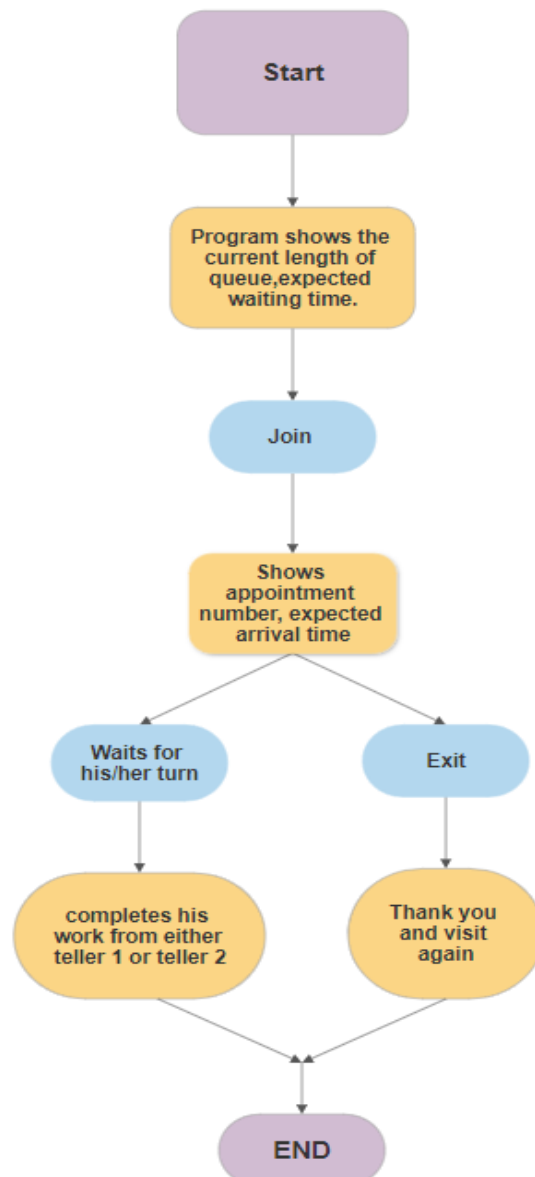 Start
Program shows the
current length of
queue,expected
waiting time.
Join
Shows
appointment
number, expected
arrival time
Waits for
his/her turn
Exit
completes his
work from either
teller 1 or teller 2
Thank you
and visit
again
END